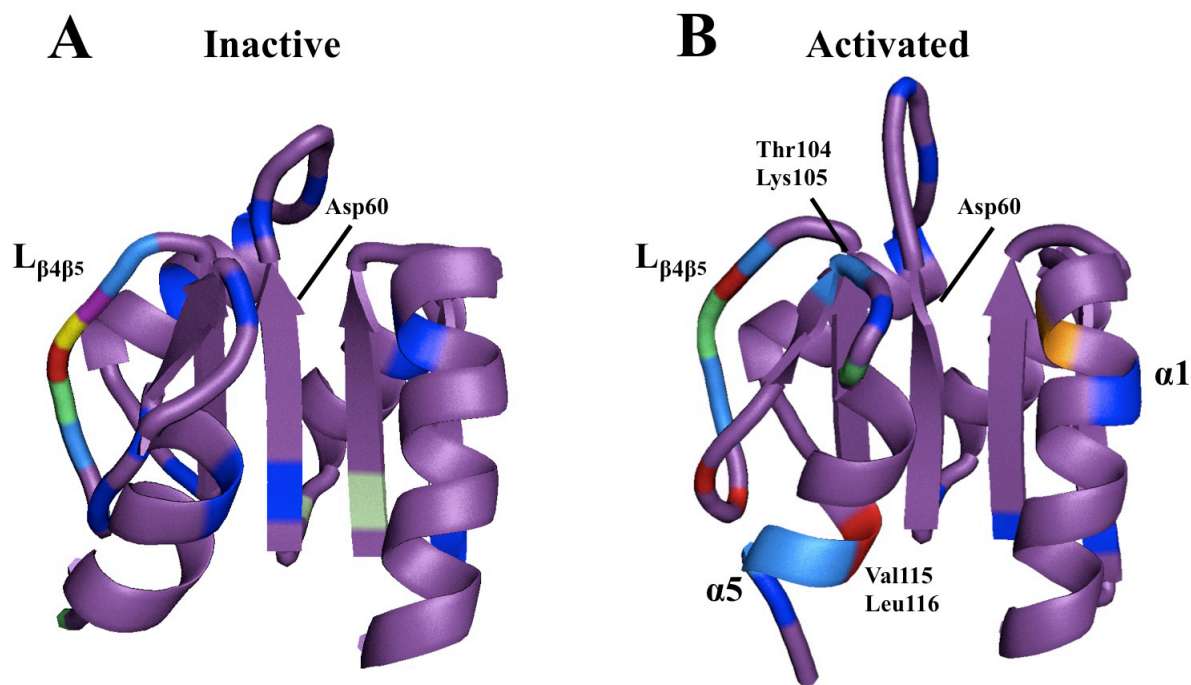 A
Inactive
Asp60
Lβ4β5
B
Activated
Thr104
Lys105
Asp60
Lβ4β5
α1
α5
Val115
Leu116